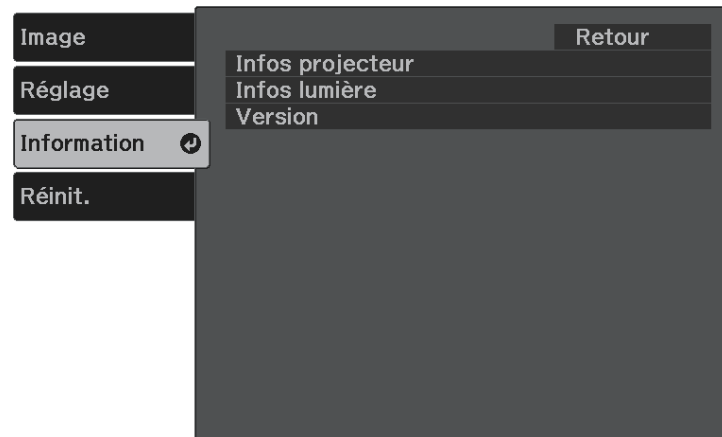 Image
Réglage
Information
Réinit.
Retour
Infos projecteur
Infos lumière
Version